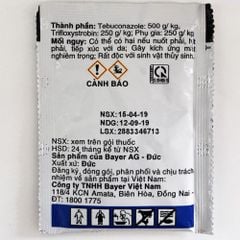 Thành phần: Tebuconazole: 500 g/ kg,
Trifloxystrobin: 250 g/ kg; Phụ gia: 250 g/ kg
Mối nguy: Có thể có hại nếu nuốt phải, hít
phải, tiếp xúc với da; Gây kích ứng mắt
nghiêm trọng; Rất độc với sinh vật thủy sinh.
CẢNH BÁO
NSX: 15-04-19
NDG: 12-09-19
LSX: 2883346713
NSX: xem trên gói thuốc
HSD: 24 tháng kể từ NSX
Sản phẩm của Bayer AG - Đức
Xuất xứ: Đức
Đăng ký, đóng gói, phân phối và chịu trách
nhiệm tại Việt Nam:
Công ty TNHH Bayer Việt Nam
118/4 KCN Amata, Biên Hòa, Đồng Nai -
ĐT: 1800 1775